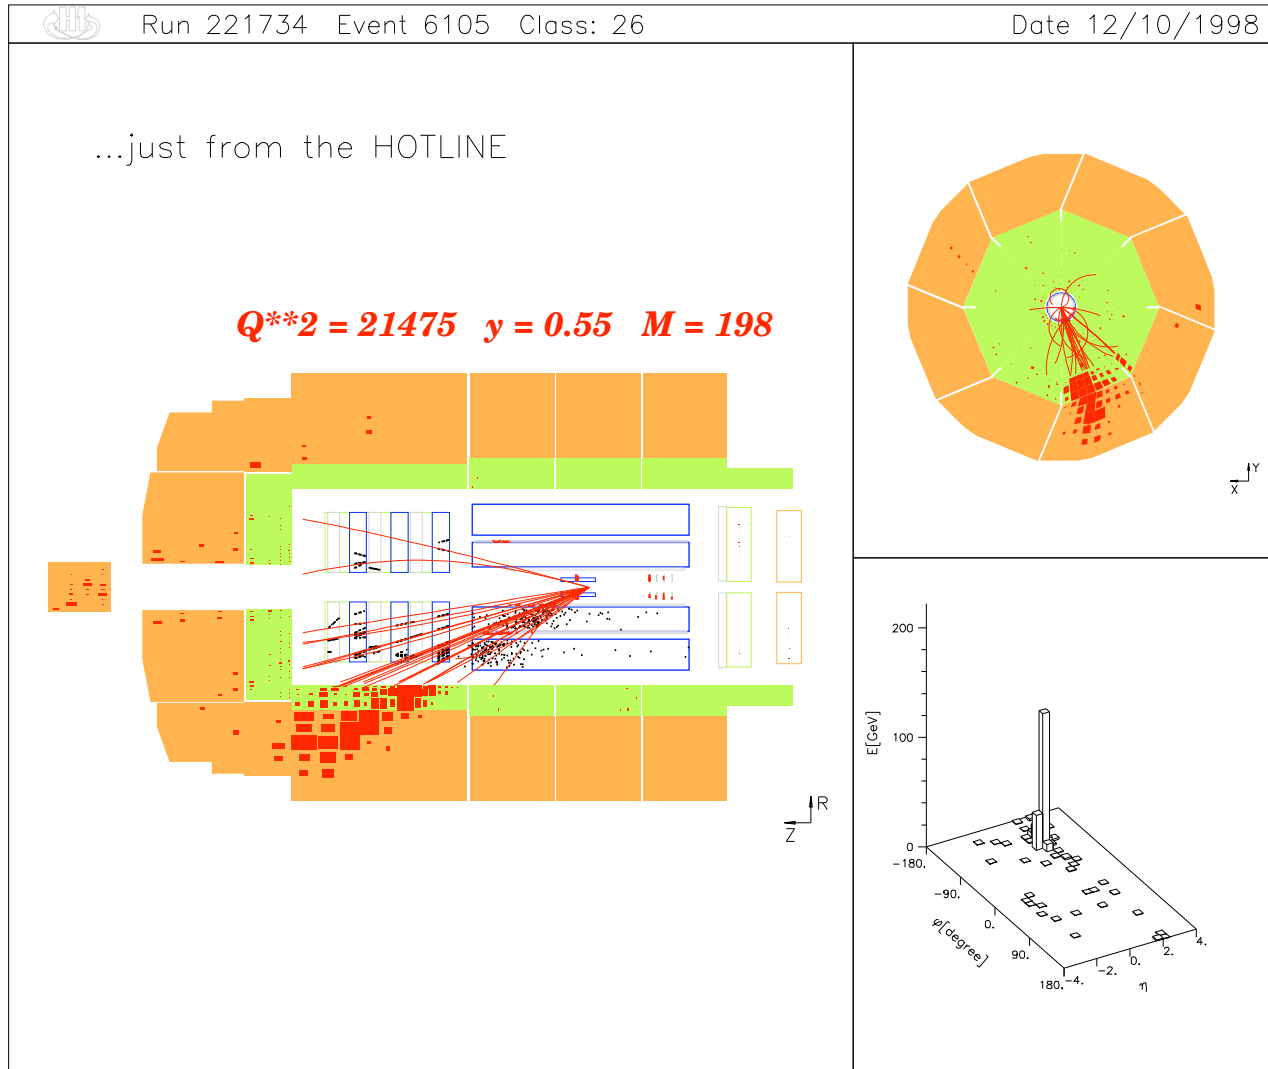 H1 Run 221734 Event 6105 Class: 26 Date 12/10/1998
...just from the HOTLINE
Q**2 = 21475 y = 0.55 M = 198
R
Z
Y
X
E[GeV]
200
100
0
-180.
-90.
0.
90.
180.
φ[degree]
-4.
-2.
0.
2.
4.
η